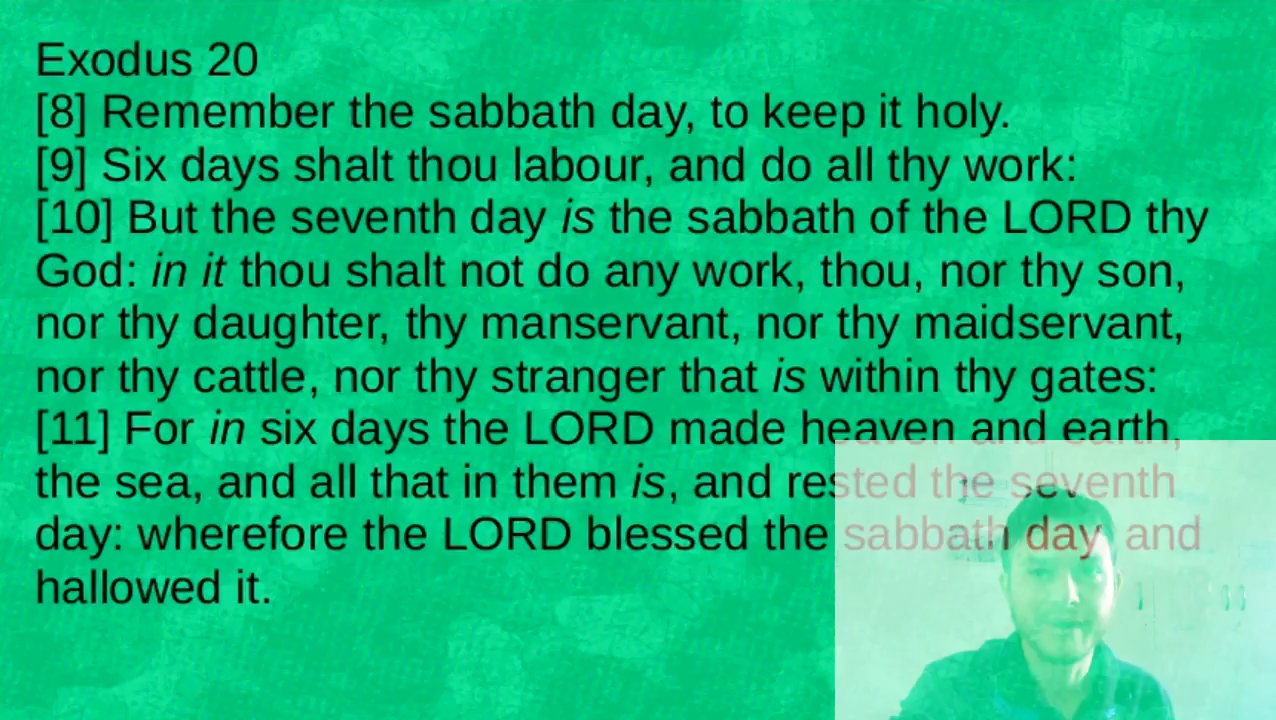 Exodus 20
[8] Remember the sabbath day, to keep it holy.
[9] Six days shalt thou labour, and do all thy work:
[10] But the seventh day is the sabbath of the LORD thy
God: in it thou shalt not do any work, thou, nor thy son,
nor thy daughter, thy manservant, nor thy maidservant,
nor thy cattle, nor thy stranger that is within thy gates:
[11] For in six days the LORD made heaven and earth,
the sea, and all that in them is, and rested the seventh
day: wherefore the LORD blessed the sabbath day, and
hallowed it.